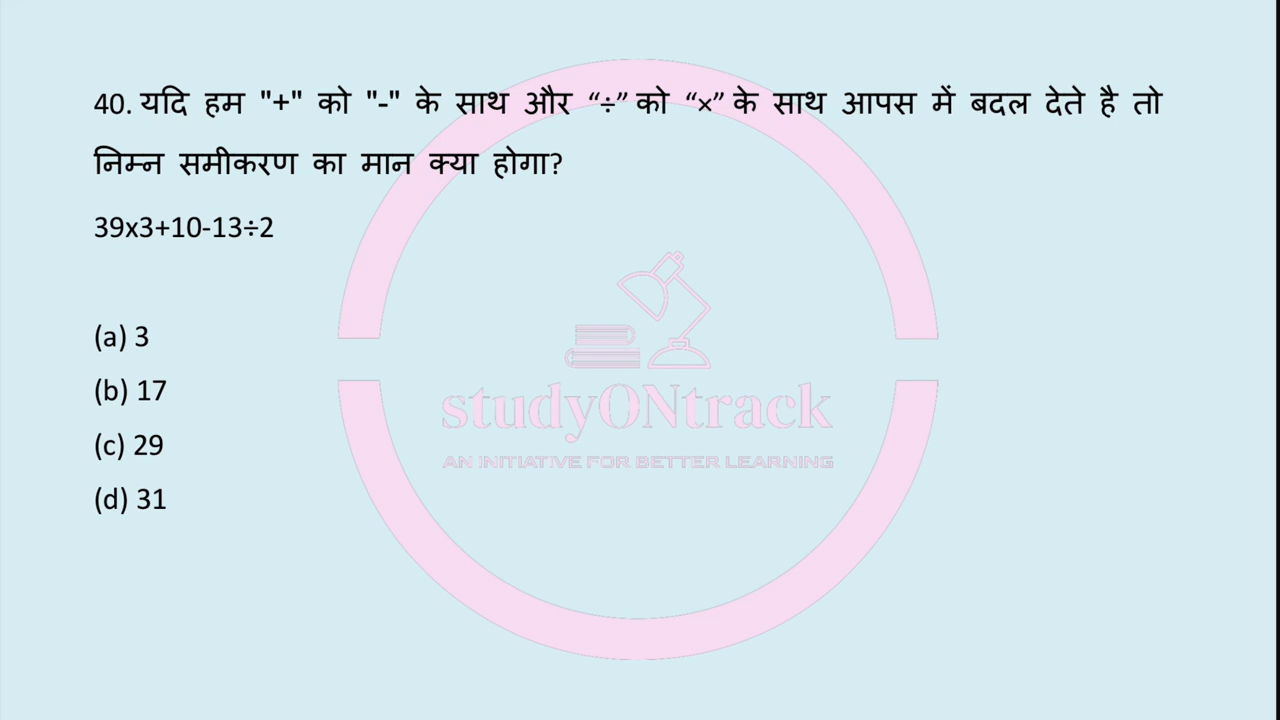 40. यदि हम "+" को "-" के साथ और “÷” को “×” के साथ आपस में बदल देते है तो
निम्न समीकरण का मान क्या होगा?
39x3+10-13÷2
(a) 3
(b) 17
(c) 29
(d) 31
studyONtrack
AN INITIATIVE FOR BETTER LEARNING